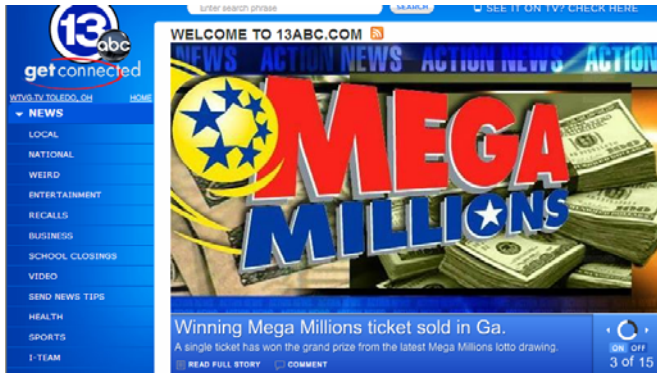 Enter search phrase
SEARCH
SEE IT ON TV? CHECK HERE
13
abc
getconnected
WTVG-TV TOLEDO, OH
HOME
WELCOME TO 13ABC.COM
NEWS ACTION NEWS ACTION NEWS ACTION
MEGA
MILLIONS
NEWS
LOCAL
NATIONAL
WEIRD
ENTERTAINMENT
RECALLS
BUSINESS
SCHOOL CLOSINGS
VIDEO
SEND NEWS TIPS
HEALTH
SPORTS
I-TEAM
Winning Mega Millions ticket sold in Ga.
A single ticket has won the grand prize from the latest Mega Millions lotto drawing.
READ FULL STORY
COMMENT
ON OFF
3 of 15